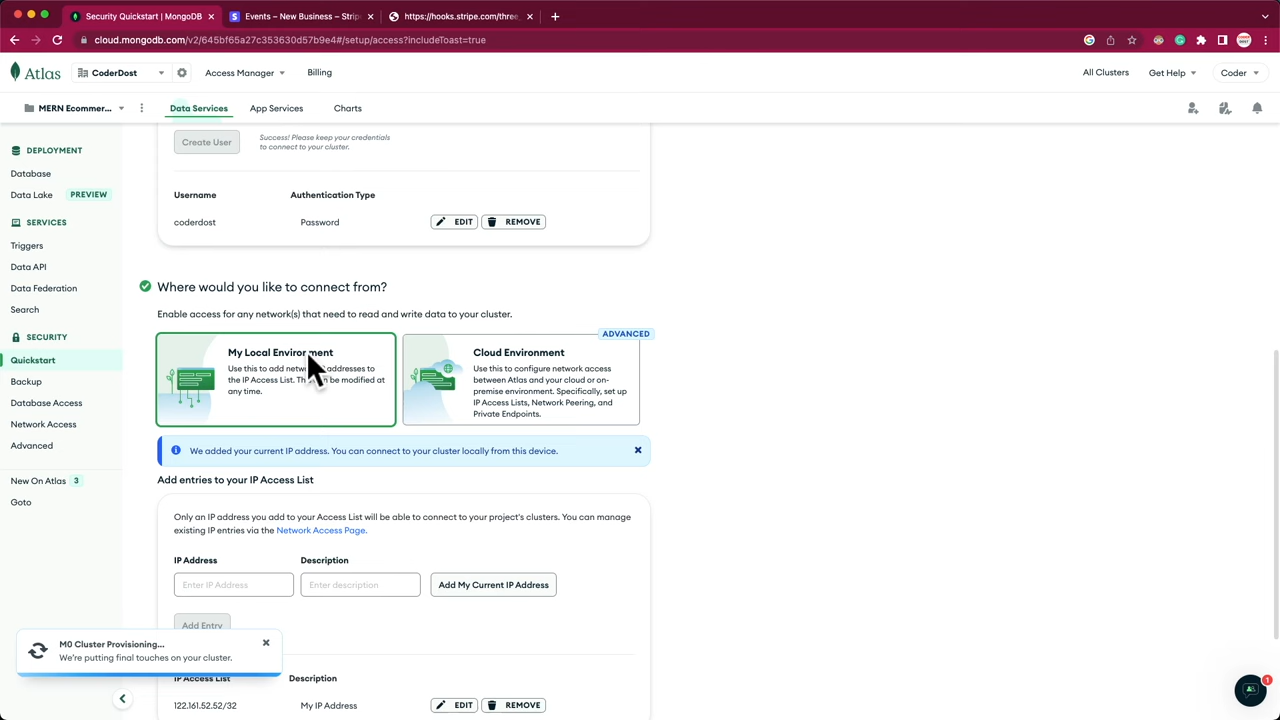 Security Quickstart | MongoDB
Events – New Business – Strip
https://hooks.stripe.com/three_
cloud.mongodb.com/v2/645bf65a27c353630d57b9e4#/setup/access?includeToast=true
Atlas
CoderDost
Access Manager
Billing
All Clusters
Get Help
Coder
MERN Ecommer...
Data Services
App Services
Charts
DEPLOYMENT
Database
Data Lake PREVIEW
SERVICES
Triggers
Data API
Data Federation
Search
SECURITY
Quickstart
Backup
Database Access
Network Access
Advanced
New On Atlas 3
Goto
Create User
Success! Please keep your credentials
to connect to your cluster.
Username Authentication Type
coderdost Password EDIT REMOVE
Where would you like to connect from?
Enable access for any network(s) that need to read and write data to your cluster.
My Local Environment
Use this to add network addresses to
the IP Access List. This can be modified at
any time.
ADVANCED
Cloud Environment
Use this to configure network access
between Atlas and your cloud or on-
premise environment. Specifically, set up
IP Access Lists, Network Peering, and
Private Endpoints.
We added your current IP address. You can connect to your cluster locally from this device.
Add entries to your IP Access List
Only an IP address you add to your Access List will be able to connect to your project's clusters. You can manage
existing IP entries via the Network Access Page.
IP Address Description
Enter IP Address Enter description Add My Current IP Address
Add Entry
IP Access List Description
122.161.52.52/32 My IP Address EDIT REMOVE
M0 Cluster Provisioning...
We're putting final touches on your cluster.
1